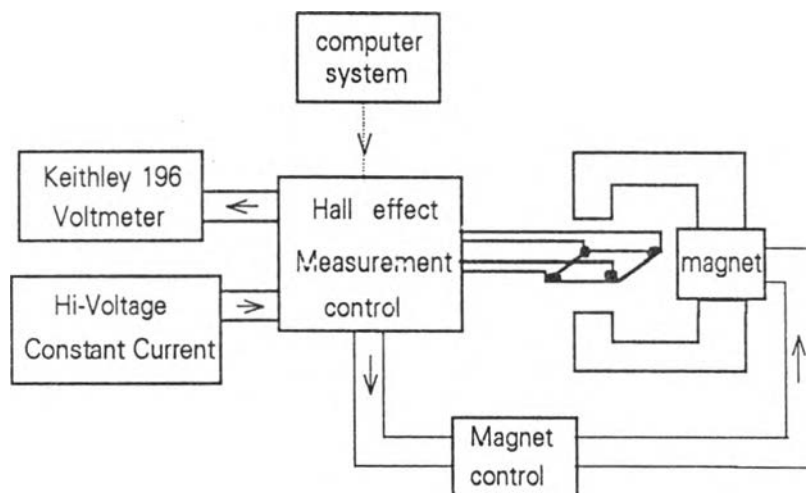 computer
system
Keithley 196
Voltmeter
Hall effect
Measurement
control
magnet
Hi-Voltage
Constant Current
Magnet
control